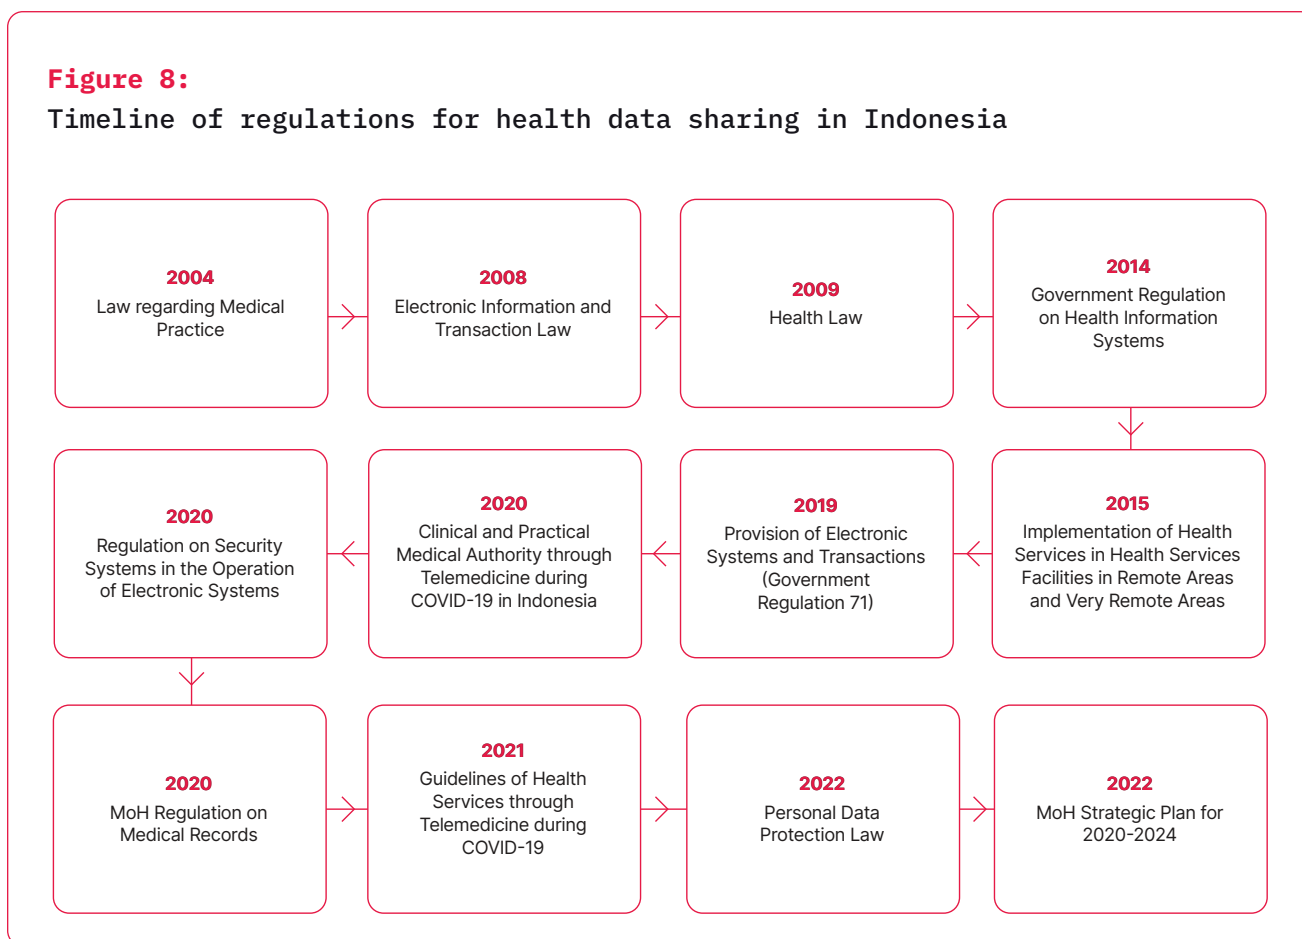 Figure 8:
Timeline of regulations for health data sharing in Indonesia
2004
Law regarding Medical
Practice
2008
Electronic Information and
Transaction Law
2009
Health Law
2014
Government Regulation
on Health Information
Systems
2015
Implementation of Health
Services in Health Services
Facilities in Remote Areas
and Very Remote Areas
2019
Provision of Electronic
Systems and Transactions
(Government
Regulation 71)
2020
Clinical and Practical
Medical Authority through
Telemedicine during
COVID-19 in Indonesia
2020
Regulation on Security
Systems in the Operation
of Electronic Systems
2020
MoH Regulation on
Medical Records
2021
Guidelines of Health
Services through
Telemedicine during
COVID-19
2022
Personal Data
Protection Law
2022
MoH Strategic Plan for
2020-2024